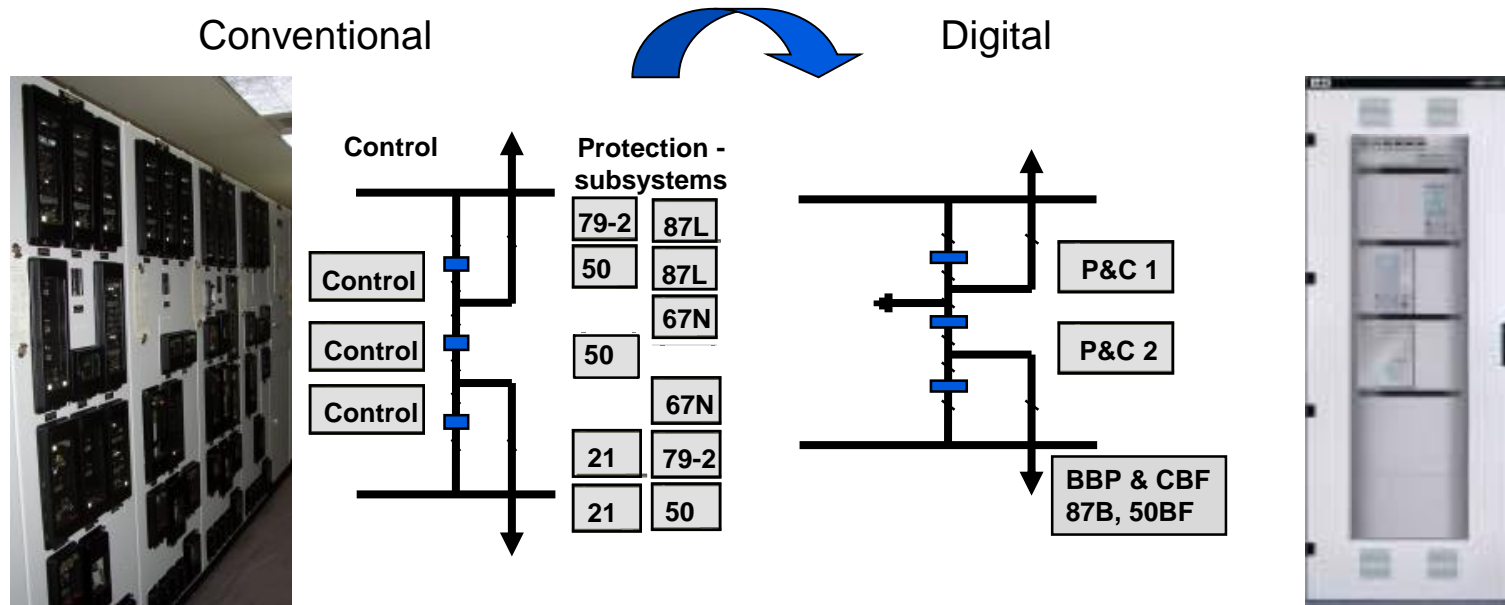 Conventional
Digital
Control
Protection -
subsystems
79-2
87L
Control
50
87L
67N
Control
50
Control
67N
21
79-2
21
50
P&C 1
P&C 2
BBP & CBF
87B, 50BF